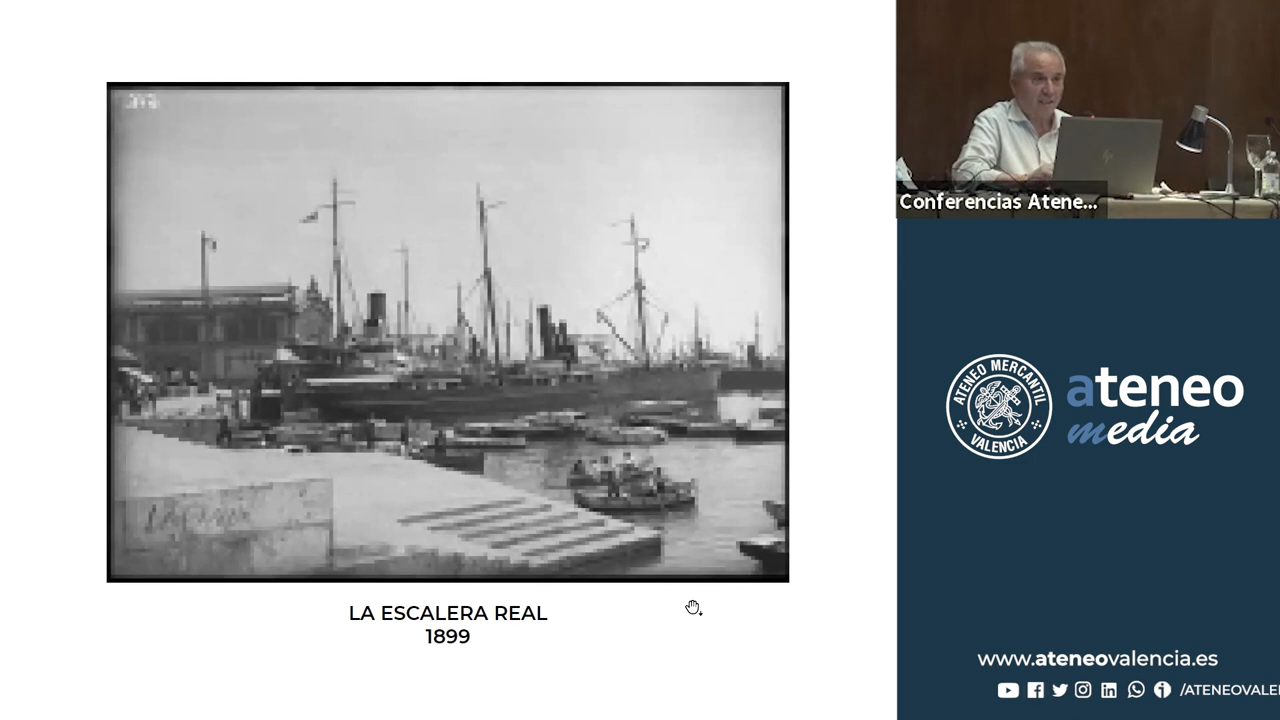 LA ESCALERA REAL
1899
Conferencias Atene...
ATENEO MERCANTIL
VALENCIA
ateneo
media
www.ateneovalencia.es
/ATENEOVALE